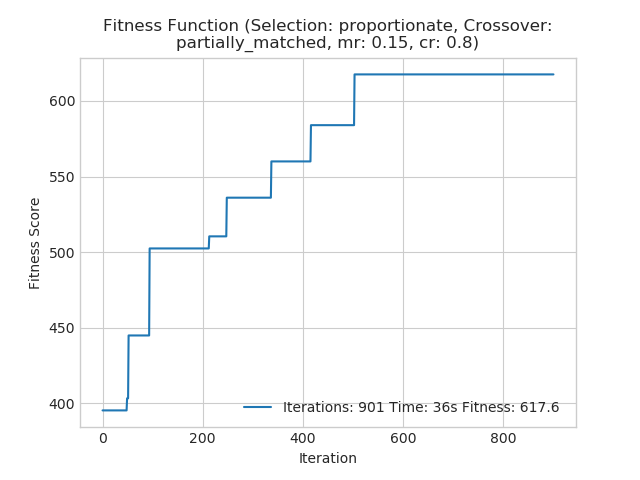 Fitness Function (Selection: proportionate, Crossover:
partially_matched, mr: 0.15, cr: 0.8)
Fitness Score
600
550
500
450
400
Iterations: 901 Time: 36s Fitness: 617.6
0 200 400 600 800
Iteration